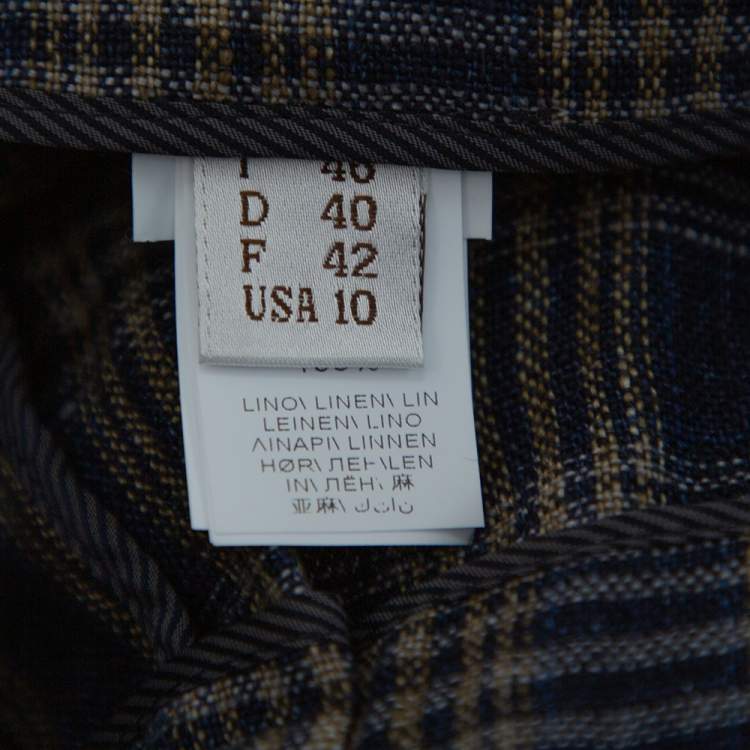 I 46
D 40
F 42
USA 10
100%
LINO\ LINEN\ LIN
LEINEN\ LINO
ΛΙΝΑΡΙ\ LINNEN
HØR\ ЛЕН\LEN
IN\ ЛЁН\ 麻
亚麻\ كتان